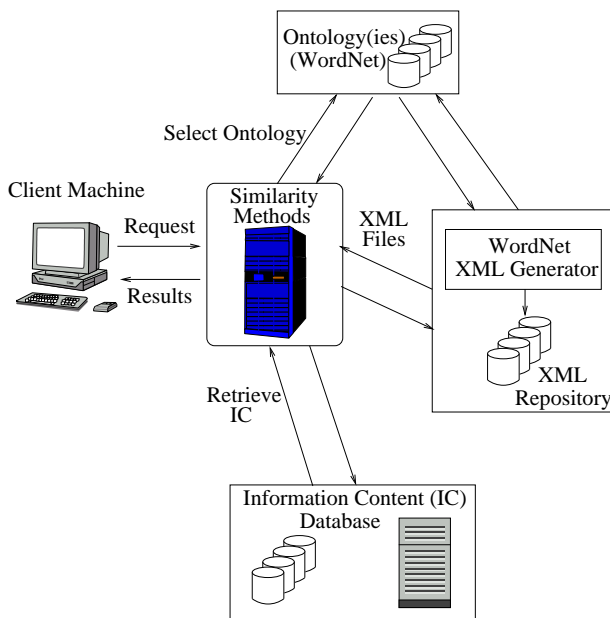 Ontology(ies)
(WordNet)
Select Ontology
Client Machine
Request
Results
Similarity
Methods
XML
Files
WordNet
XML Generator
XML
Repository
Retrieve
IC
Information Content (IC)
Database